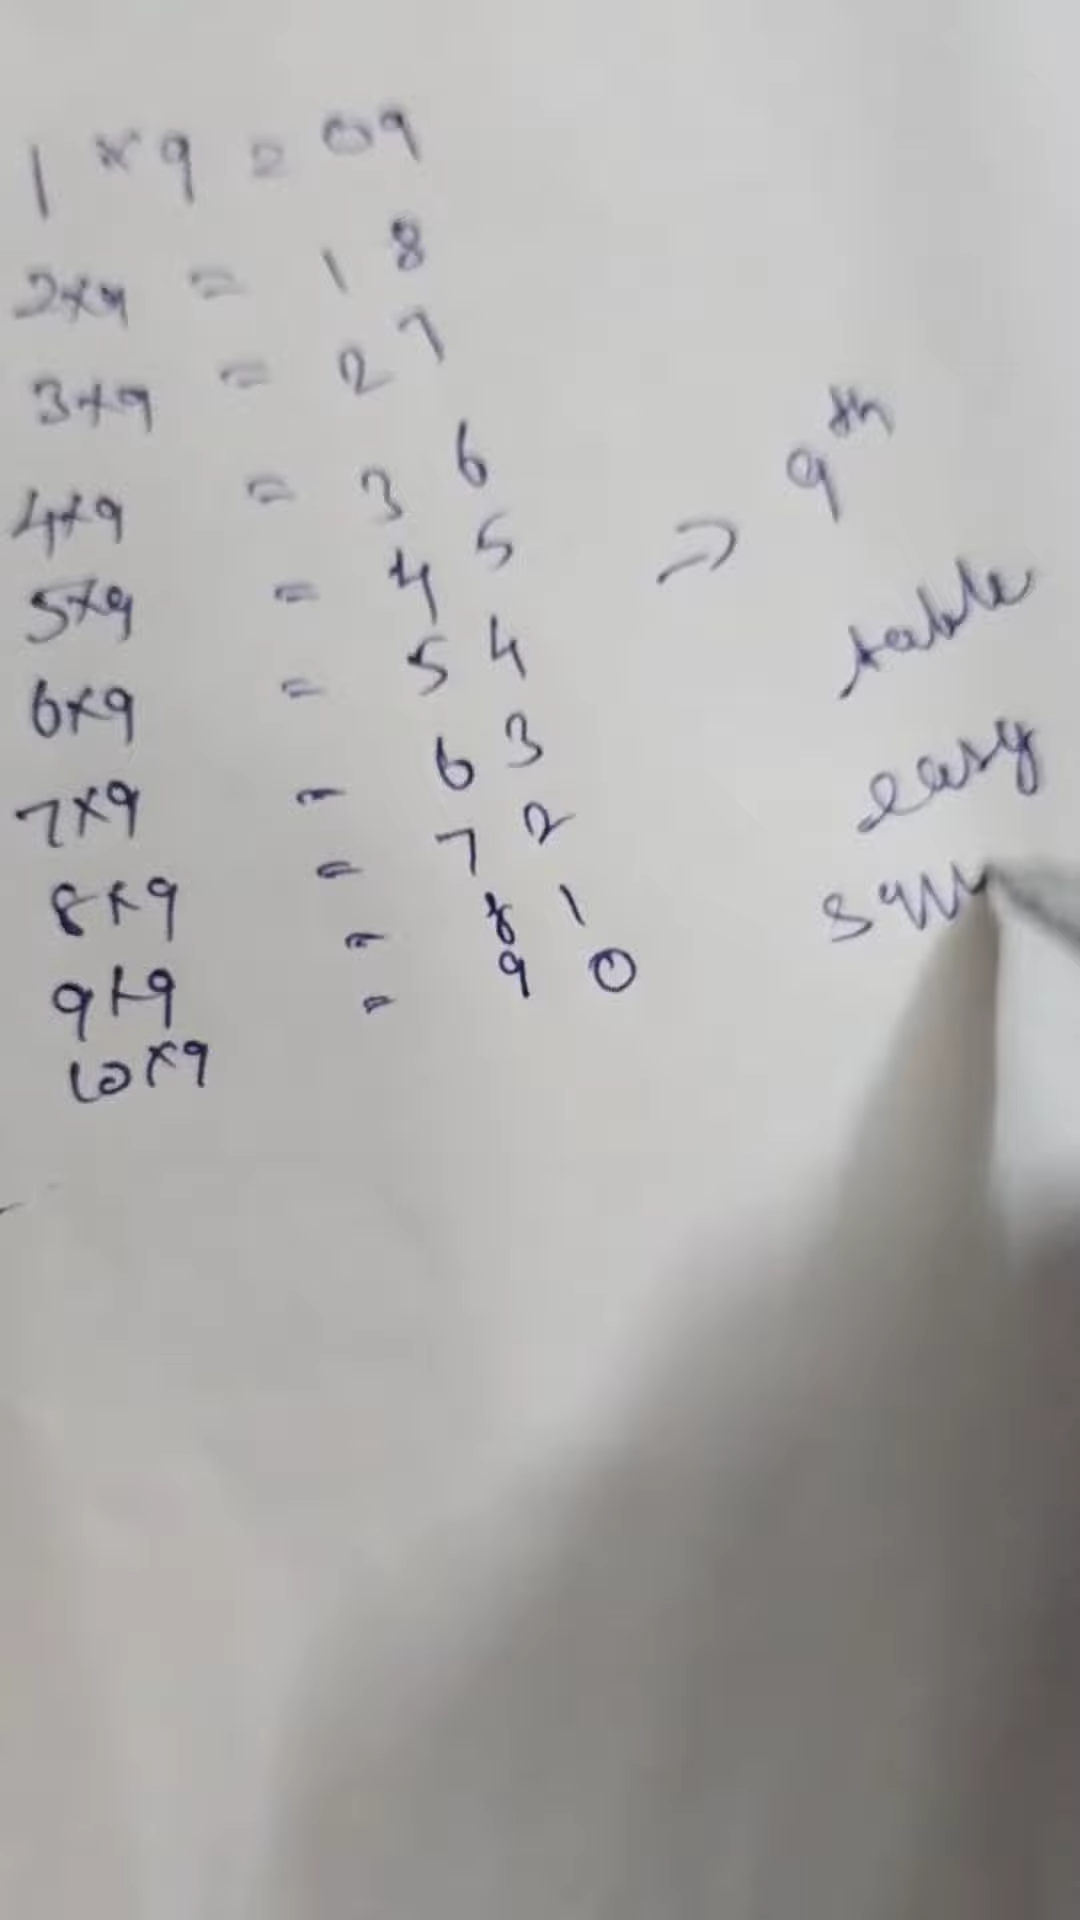 1 × 9 = 09
2×9 = 18
3×9 = 27
4×9 = 36
5×9 = 45
6×9 = 54
7×9 = 63
8×9 = 72
9×9 = 81
10×9 = 90
⇒ 9th
table
easy